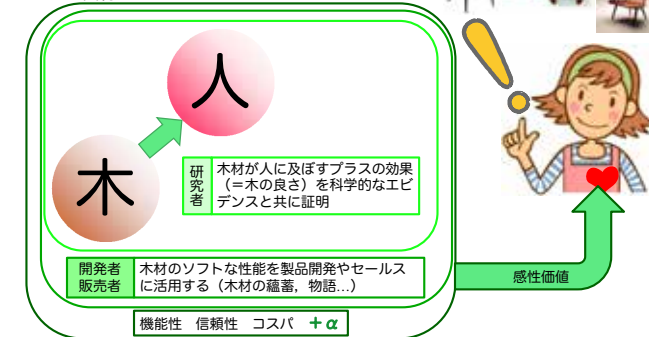 人
木
研究者
木材が人に及ぼすプラスの効果
（＝木の良さ）を科学的なエビ
デンスと共に証明
開発者
販売者
木材のソフトな性能を製品開発やセールス
に活用する（木材の蘊蓄，物語…）
感性価値
機能性 信頼性 コスパ ＋α